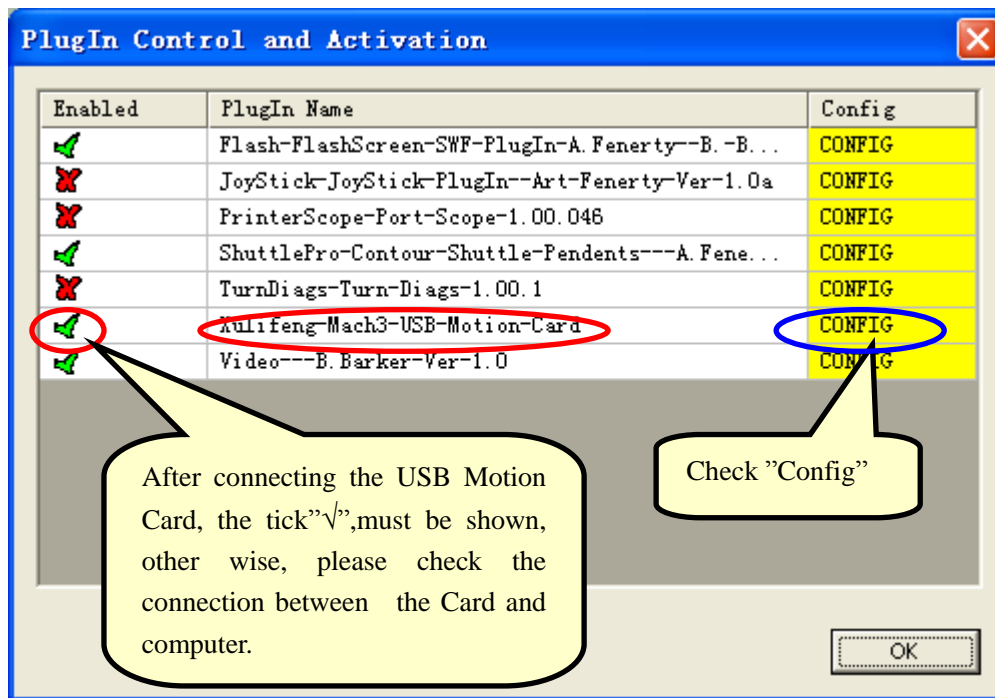 PlugIn Control and Activation
Enabled PlugIn Name Config
Flash-FlashScreen-SWF-PlugIn-A.Fenerty--B.-B... CONFIG
JoyStick-JoyStick-PlugIn--Art-Fenerty-Ver-1.0a CONFIG
PrinterScope-Port-Scope-1.00.046 CONFIG
ShuttlePro-Contour-Shuttle-Pendents---A.Fene... CONFIG
TurnDiags-Turn-Diags-1.00.1 CONFIG
Xulifeng-Mach3-USB-Motion-Card CONFIG
Video---B.Barker-Ver-1.0 CONFIG
After connecting the USB Motion
Card, the tick”√”,must be shown,
other wise, please check the
connection between the Card and
computer.
Check ”Config”
OK